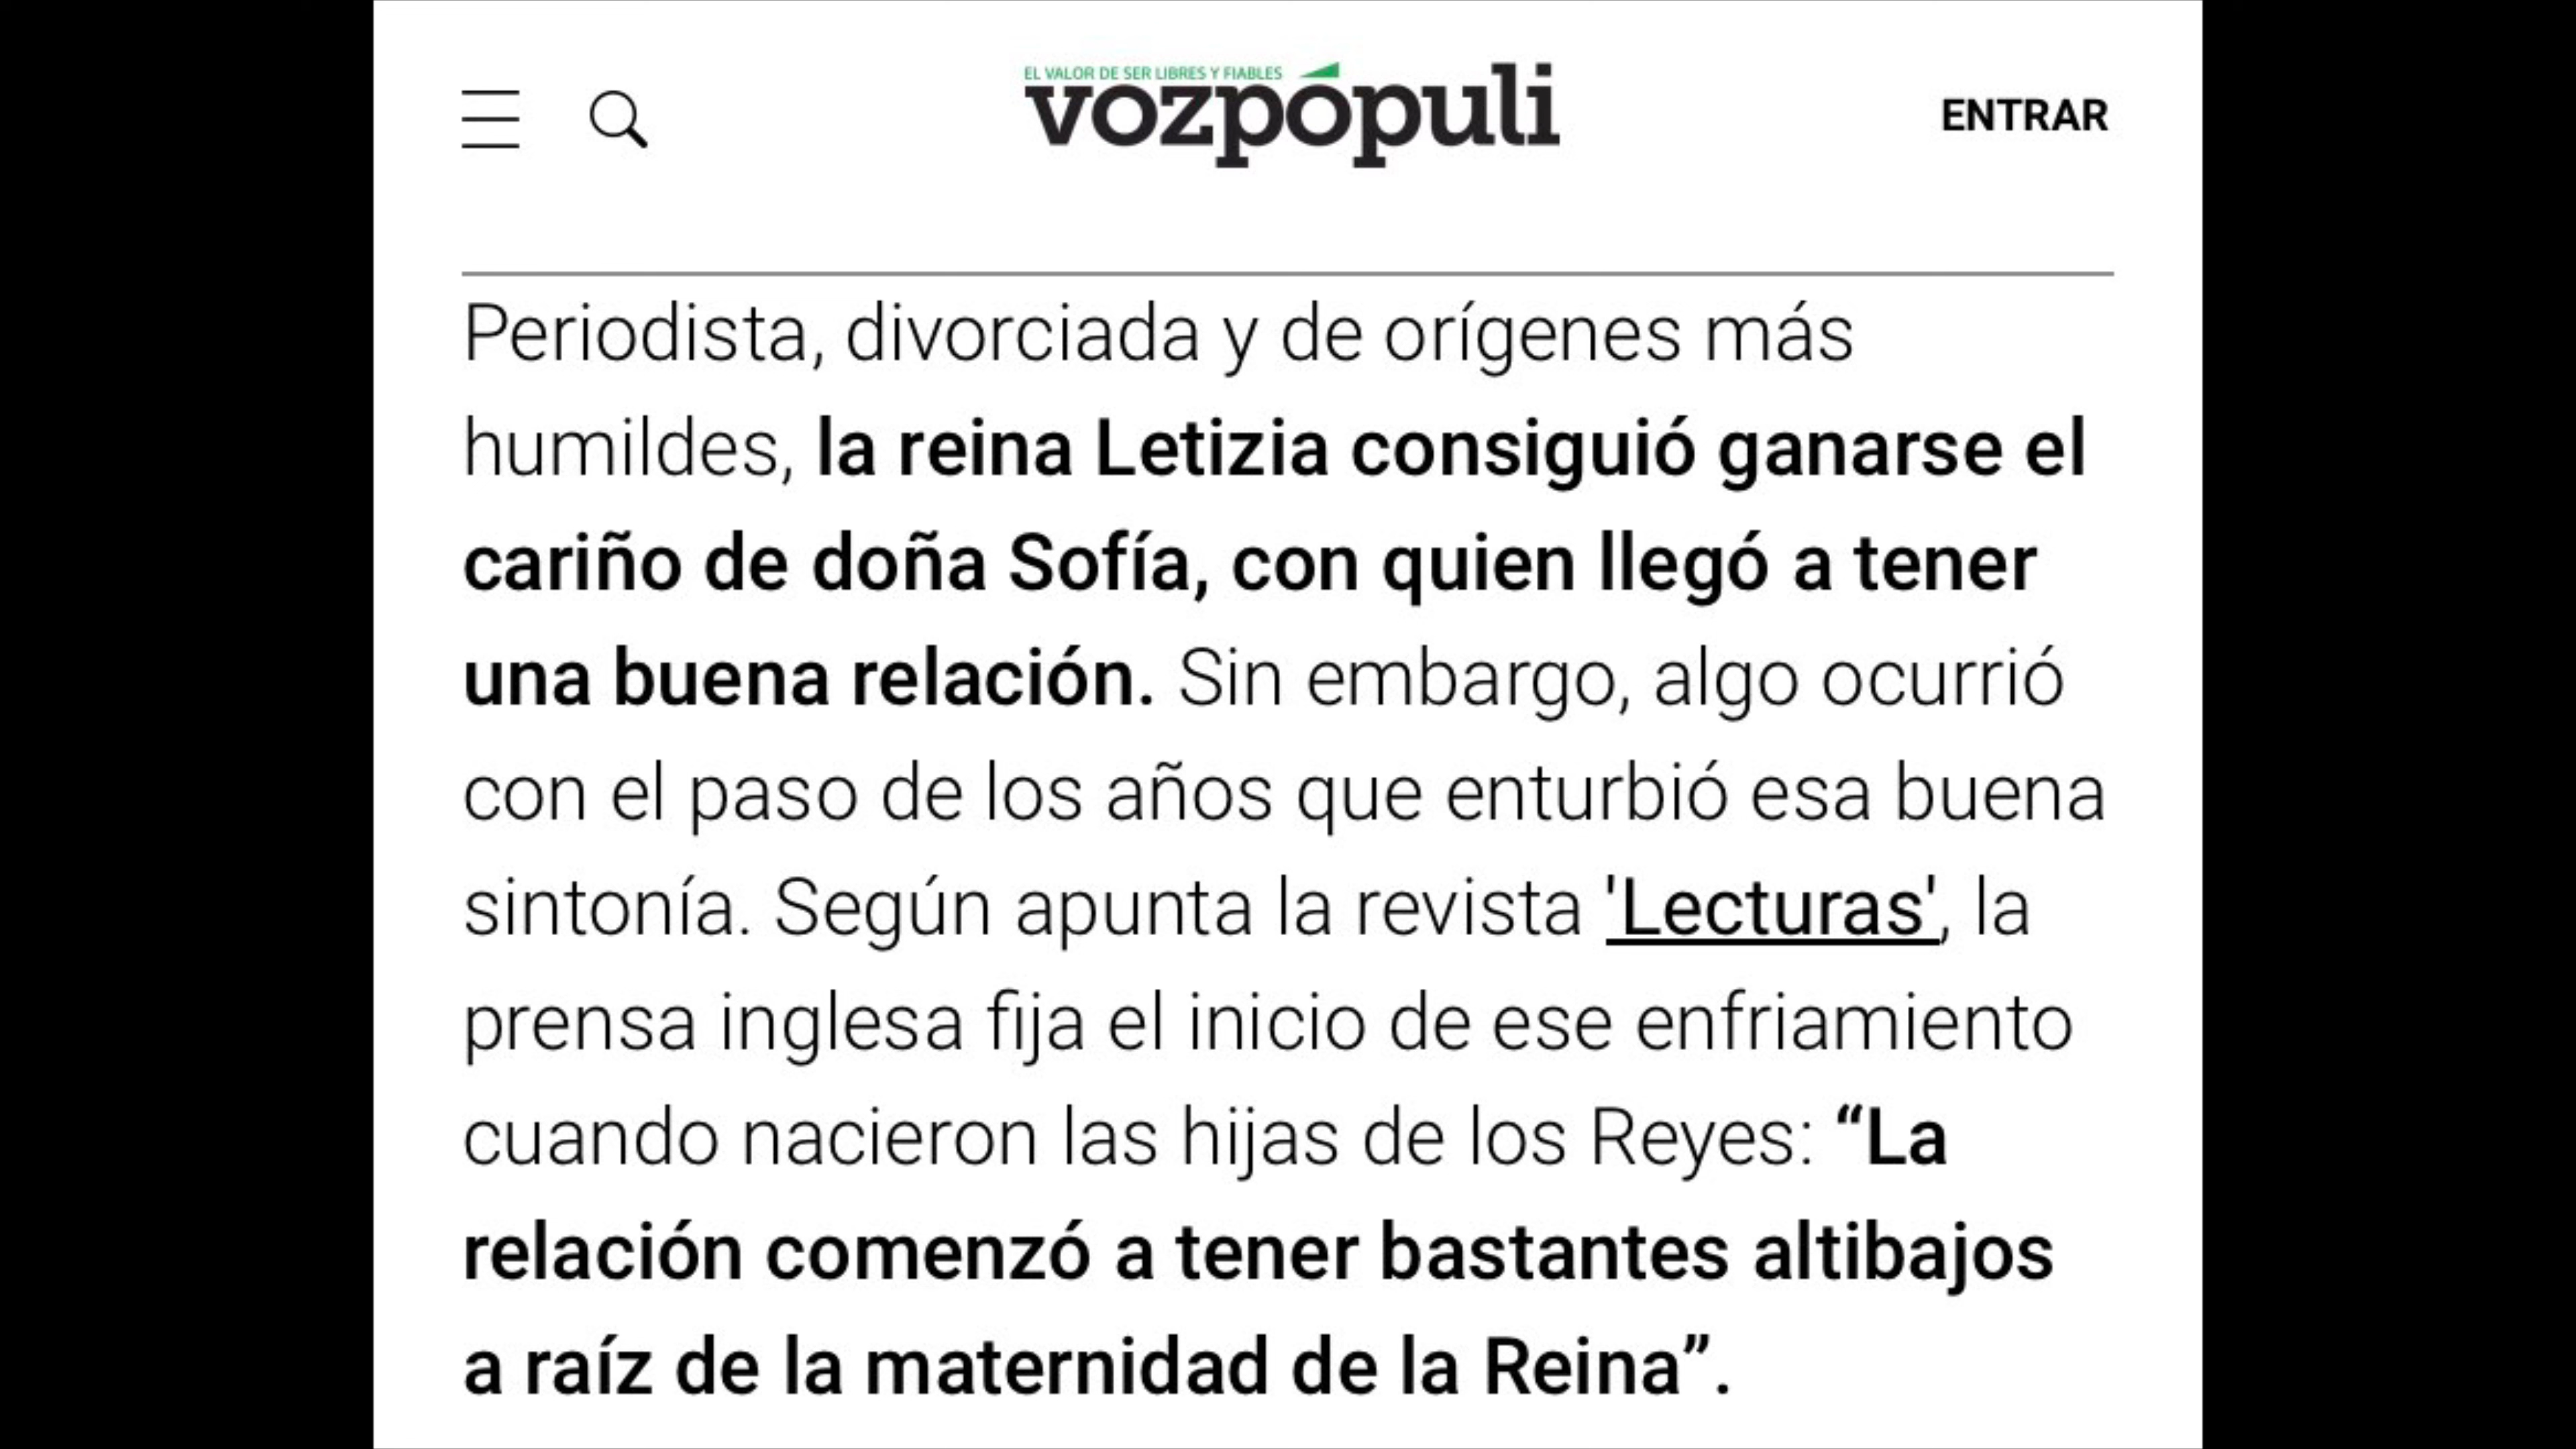 EL VALOR DE SER LIBRES Y FIABLES
vozpópuli
ENTRAR
Periodista, divorciada y de orígenes más
humildes, la reina Letizia consiguió ganarse el
cariño de doña Sofía, con quien llegó a tener
una buena relación. Sin embargo, algo ocurrió
con el paso de los años que enturbió esa buena
sintonía. Según apunta la revista 'Lecturas', la
prensa inglesa fija el inicio de ese enfriamiento
cuando nacieron las hijas de los Reyes: “La
relación comenzó a tener bastantes altibajos
a raíz de la maternidad de la Reina”.